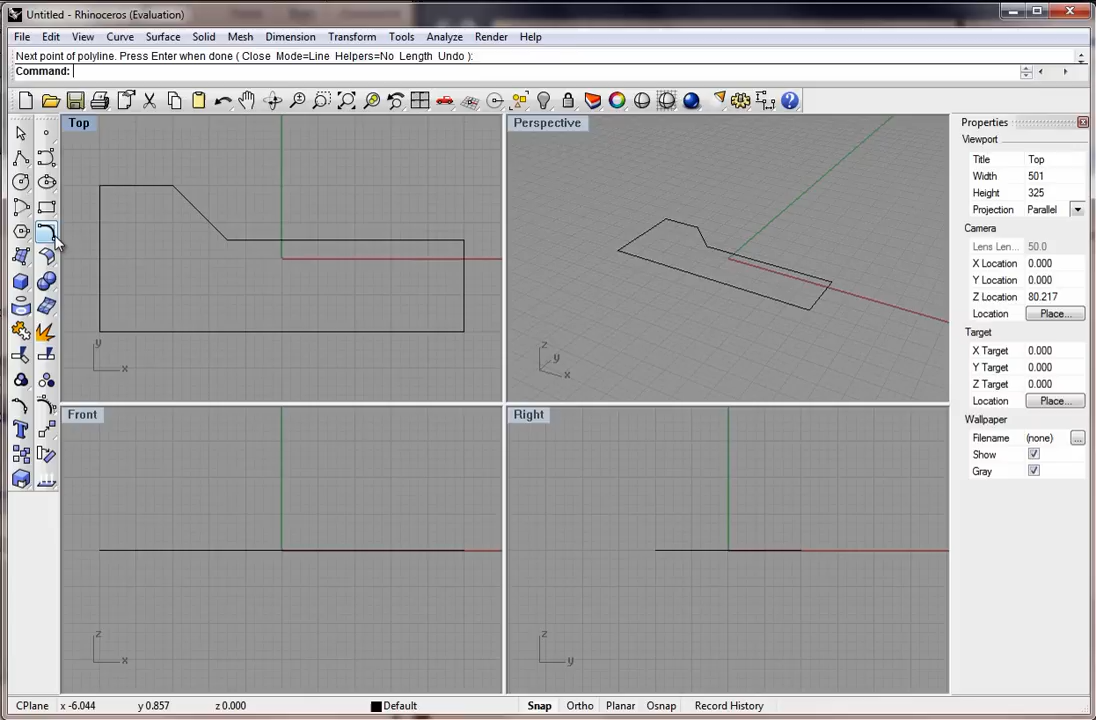 Untitled - Rhinoceros (Evaluation)
File Edit View Curve Surface Solid Mesh Dimension Transform Tools Analyze Render Help
Next point of polyline. Press Enter when done ( Close Mode=Line Helpers=No Length Undo ):
Command:
Top
Perspective
Front
Right
y
x
z
y
x
z
x
z
y
Properties
Viewport
Title Top
Width 501
Height 325
Projection Parallel
Camera
Lens Len... 50.0
X Location 0.000
Y Location 0.000
Z Location 80.217
Location Place...
Target
X Target 0.000
Y Target 0.000
Z Target 0.000
Location Place...
Wallpaper
Filename (none) ...
Show
Gray
CPlane x -6.044 y 0.857 z 0.000 Default Snap Ortho Planar Osnap Record History